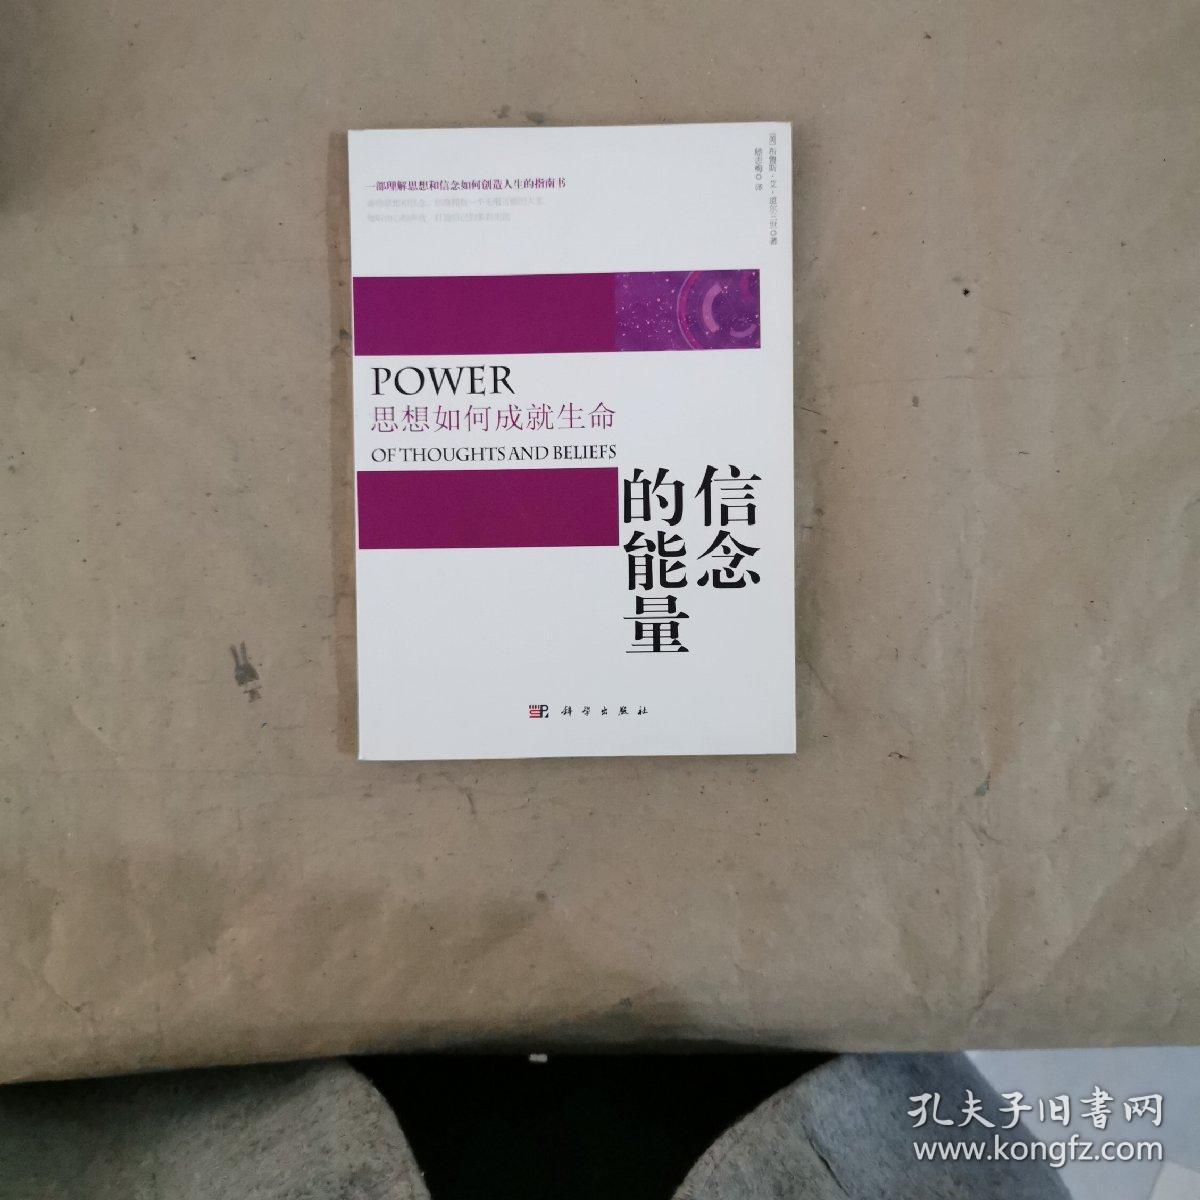 一部理解思想和信念如何创造人生的指南书
POWER
思想如何成就生命
OF THOUGHTS AND BELIEFS
信念
的能量
科学出版社
孔夫子旧書网
www.kongfz.com